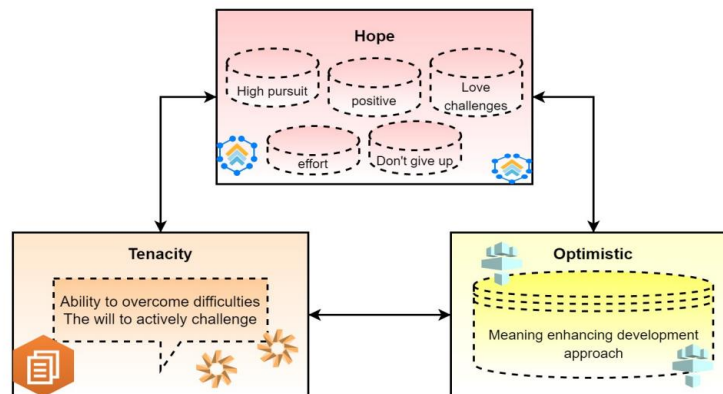 Hope
High pursuit
positive
Love
challenges
effort
Don't give up
Tenacity
Ability to overcome difficulties
The will to actively challenge
Optimistic
Meaning enhancing development
approach